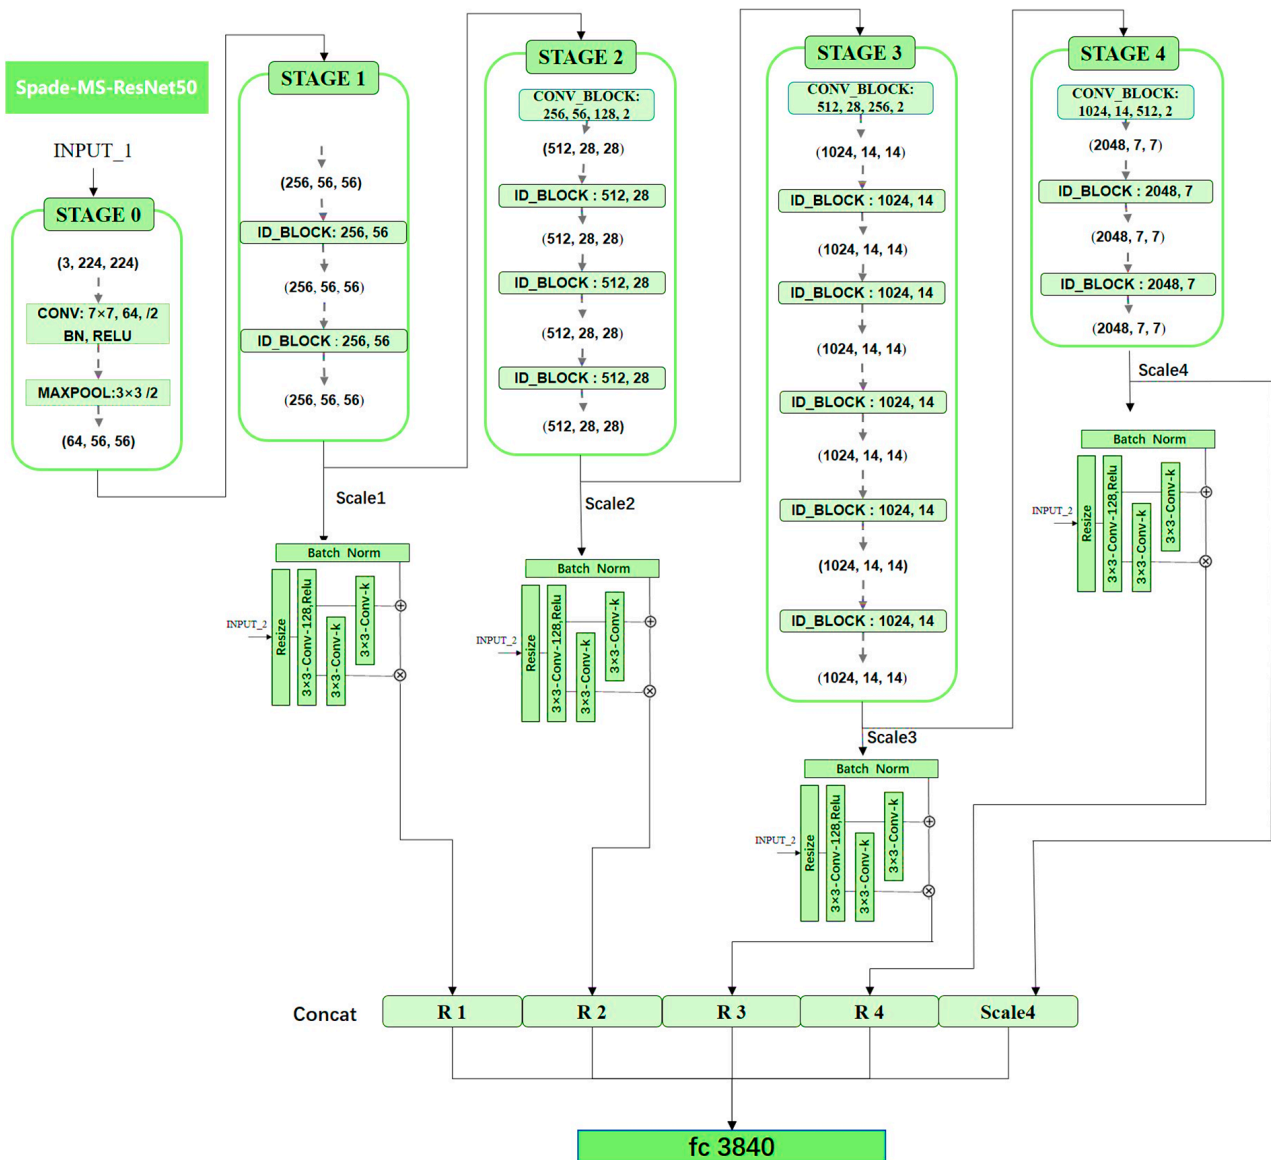 Spade-MS-ResNet50
INPUT_1
STAGE 0
(3, 224, 224)
CONV: 7×7, 64, /2
BN, RELU
MAXPOOL:3×3 /2
(64, 56, 56)
STAGE 1
(256, 56, 56)
ID_BLOCK: 256, 56
(256, 56, 56)
ID_BLOCK : 256, 56
(256, 56, 56)
Scale1
Batch Norm
INPUT_2
Resize
3×3-Conv-128,Relu
3×3-Conv-k
3×3-Conv-k
STAGE 2
CONV_BLOCK:
256, 56, 128, 2
(512, 28, 28)
ID_BLOCK : 512, 28
(512, 28, 28)
ID_BLOCK : 512, 28
(512, 28, 28)
ID_BLOCK : 512, 28
(512, 28, 28)
Scale2
Batch Norm
INPUT_2
Resize
3×3-Conv-128,Relu
3×3-Conv-k
3×3-Conv-k
STAGE 3
CONV_BLOCK:
512, 28, 256, 2
(1024, 14, 14)
ID_BLOCK : 1024, 14
(1024, 14, 14)
ID_BLOCK : 1024, 14
(1024, 14, 14)
ID_BLOCK : 1024, 14
(1024, 14, 14)
ID_BLOCK : 1024, 14
(1024, 14, 14)
ID_BLOCK : 1024, 14
(1024, 14, 14)
Scale3
Batch Norm
INPUT_2
Resize
3×3-Conv-128,Relu
3×3-Conv-k
3×3-Conv-k
STAGE 4
CONV_BLOCK:
1024, 14, 512, 2
(2048, 7, 7)
ID_BLOCK : 2048, 7
(2048, 7, 7)
ID_BLOCK : 2048, 7
(2048, 7, 7)
Scale4
Batch Norm
INPUT_2
Resize
3×3-Conv-128,Relu
3×3-Conv-k
3×3-Conv-k
Concat
R 1
R 2
R 3
R 4
Scale4
fc 3840